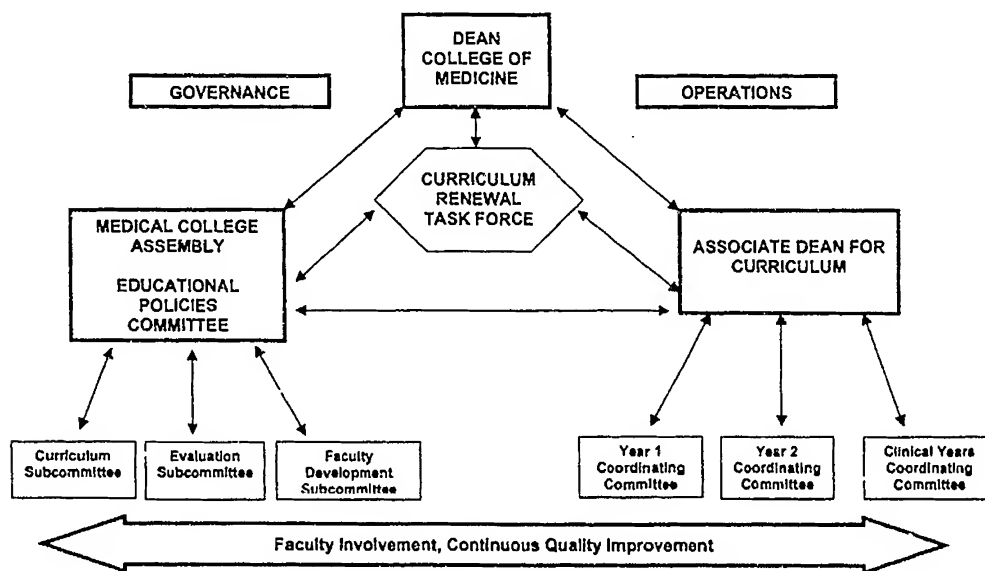 DEAN
COLLEGE OF
MEDICINE
GOVERNANCE
OPERATIONS
CURRICULUM
RENEWAL
TASK FORCE
MEDICAL COLLEGE
ASSEMBLY
EDUCATIONAL
POLICIES
COMMITTEE
ASSOCIATE DEAN FOR
CURRICULUM
Curriculum
Subcommittee
Evaluation
Subcommittee
Faculty
Development
Subcommittee
Year 1
Coordinating
Committee
Year 2
Coordinating
Committee
Clinical Years
Coordinating
Committee
Faculty Involvement, Continuous Quality Improvement